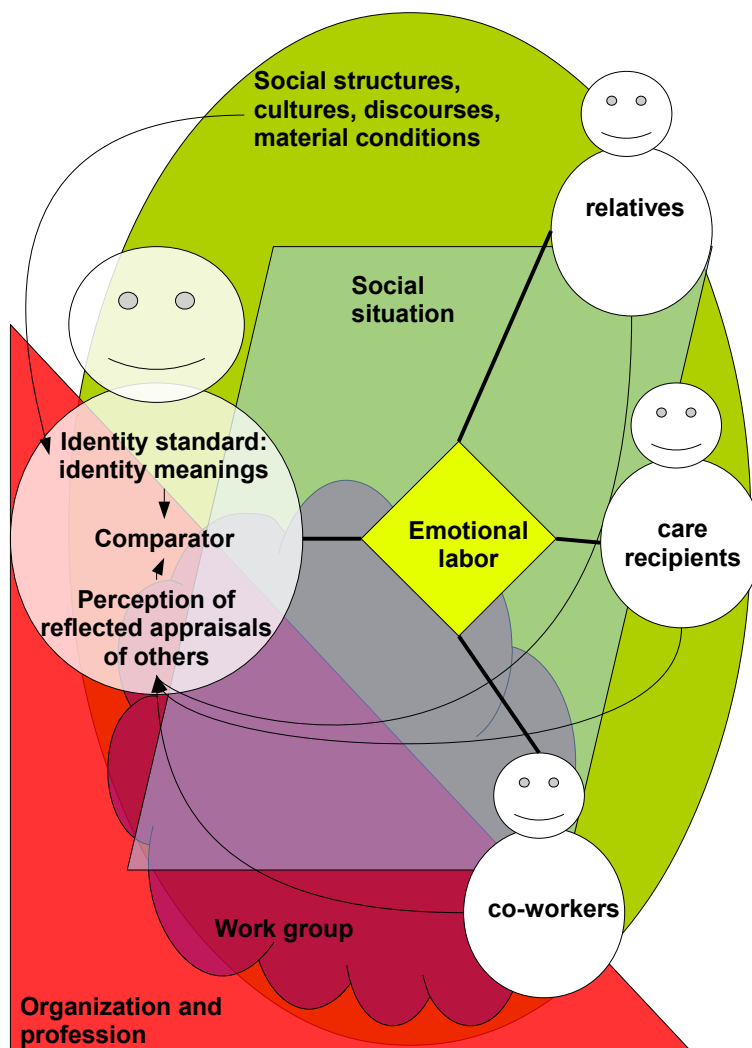 Social structures,
cultures, discourses,
material conditions
relatives
Social
situation
Identity standard:
identity meanings
Comparator
Perception of
reflected appraisals
of others
Emotional
labor
care
recipients
co-workers
Work group
Organization and
profession